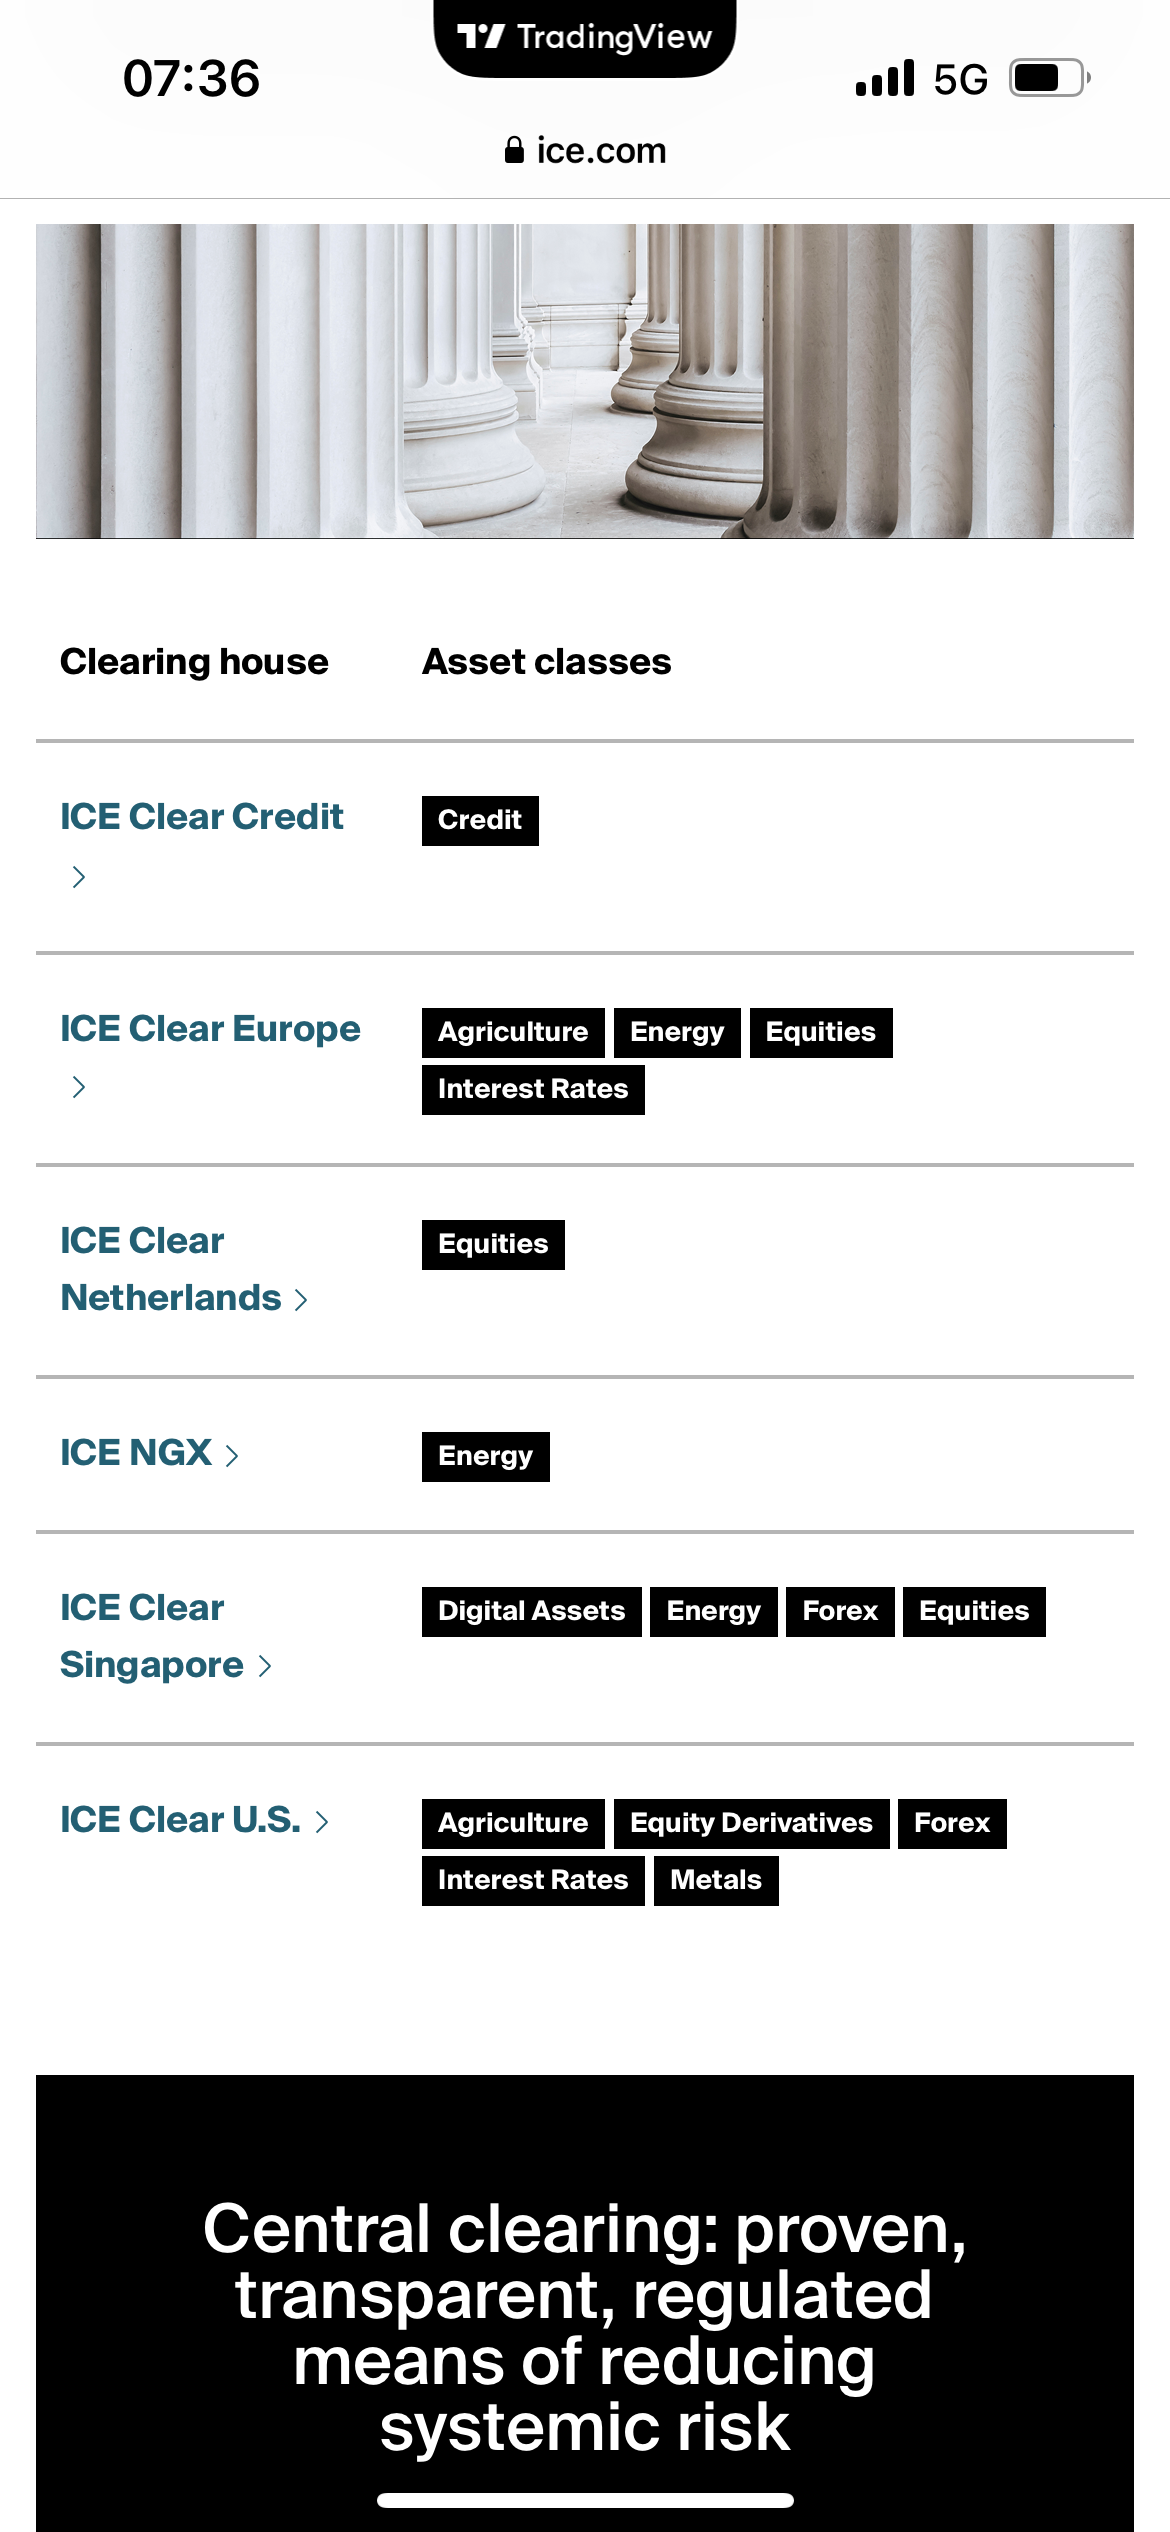 TradingView
07:36
5G
ice.com
Clearing house
Asset classes
ICE Clear Credit
Credit
ICE Clear Europe
Agriculture Energy Equities
Interest Rates
ICE Clear
Netherlands
Equities
ICE NGX
Energy
ICE Clear
Singapore
Digital Assets Energy Forex Equities
ICE Clear U.S.
Agriculture Equity Derivatives Forex
Interest Rates Metals
Central clearing: proven,
transparent, regulated
means of reducing
systemic risk